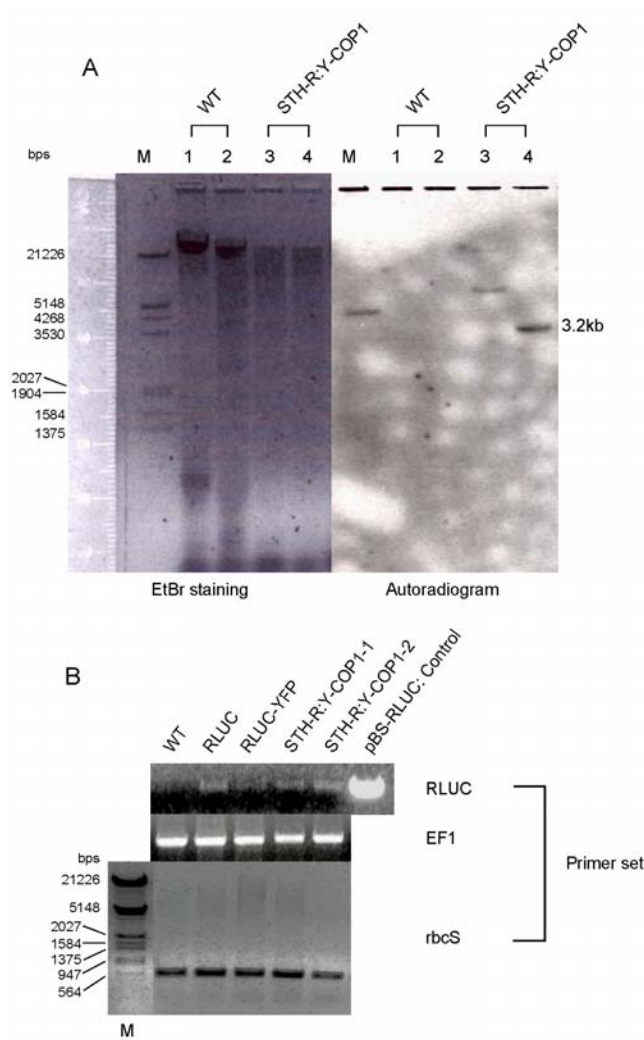 A
WT
STH-R:Y-COP1
WT
STH-R:Y-COP1
bps
M
1
2
3
4
M
1
2
3
4
21226
5148
4268
3530
2027
1904
1584
1375
3.2kb
EtBr staining
Autoradiogram
B
WT
RLUC
RLUC-YFP
STH-R:Y-COP1-1
STH-R:Y-COP1-2
pBS-RLUC: Control
RLUC
EF1
Primer set
rbcS
bps
21226
5148
2027
1584
1375
947
564
M